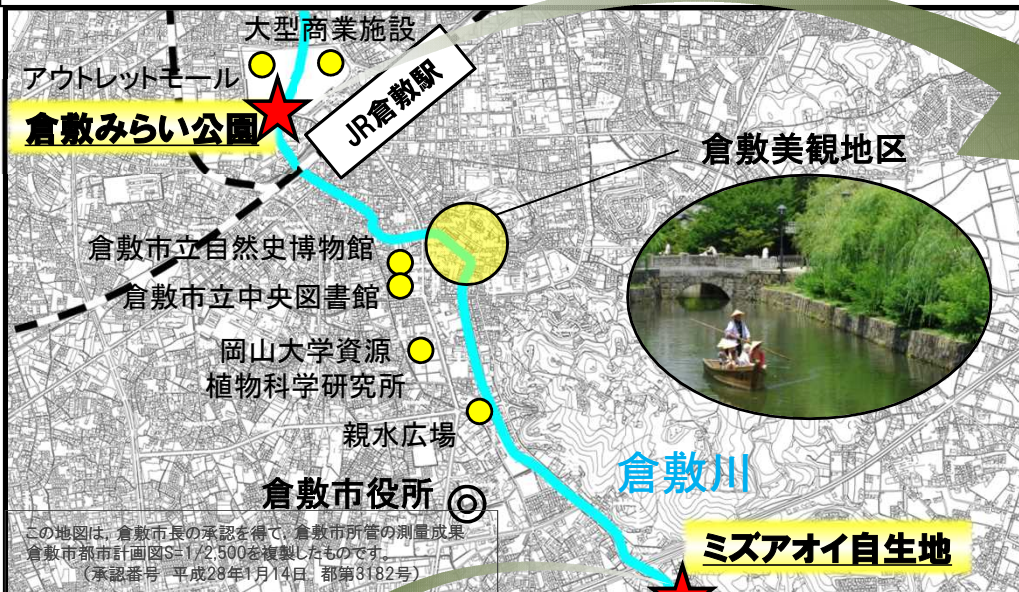 大型商業施設
アウトレットモール
倉敷みらい公園
JR倉敷駅
倉敷美観地区
倉敷市立自然史博物館
倉敷市立中央図書館
岡山大学資源
植物科学研究所
親水広場
倉敷川
倉敷市役所
ミズアオイ自生地
この地図は，倉敷市長の承認を得て，倉敷市所管の測量成果
倉敷市都市計画図S=1/2,500を複製したものです。
（承認番号　平成28年1月14日　都第3182号）